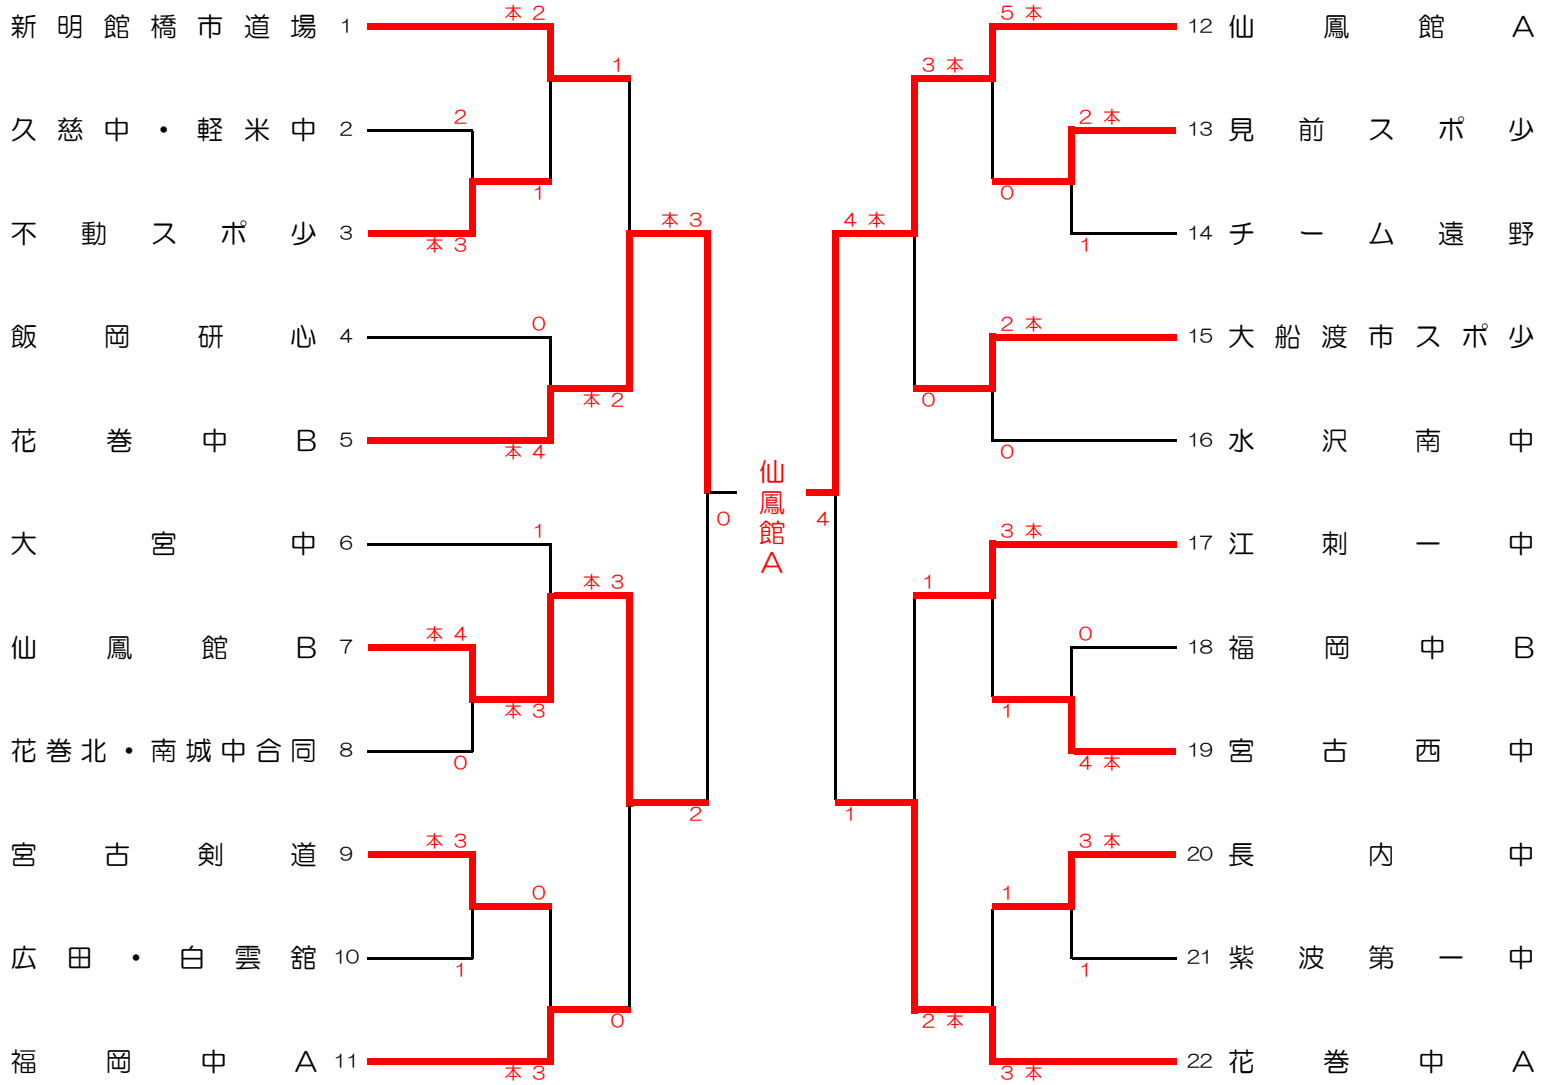 新明館橋市道場 1 本 2 5 本 12 仙鳳館A
1 3 本
久慈中・軽米中 2 2 2 本 13 見前スポ少
1 0
不動スポ少 3 本 3 本 3 4 本 1 14 チーム遠野
飯岡研心 4 0 2 本 15 大船渡市スポ少
本 2 0
花巻中B 5 本 4 0 16 水沢南中
仙鳳館A
0 4
大宮中 6 1 3 本 17 江刺一中
本 3 1
仙鳳館B 7 本 4 0 18 福岡中B
本 3 1
花巻北・南城中合同 8 0 4 本 19 宮古西中
2 1
宮古剣道 9 本 3 3 本 20 長内中
0 1
広田・白雲舘 10 1 1 21 紫波第一中
0 2 本
福岡中A 11 本 3 3 本 22 花巻中A